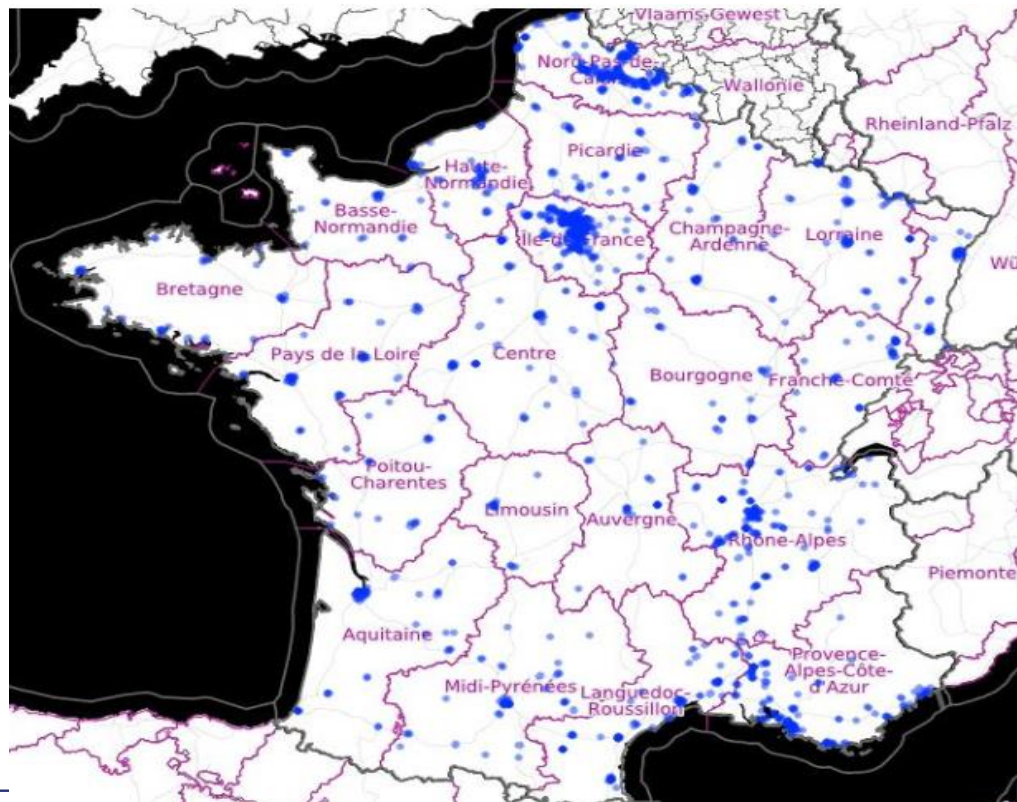 Vlaams-Gewest
Nord-Pas-de-
Calais
Wallonie
Rheinland-Pfalz
Picardie
Haute-
Normandie
Basse-
Normandie
Île-de-France
Champagne-
Ardenne
Lorraine
Wü
Bretagne
Pays de la Loire
Centre
Bourgogne
Franche-Comté
Poitou-
Charentes
Limousin
Auvergne
Rhône-Alpes
Piemonte
Aquitaine
Provence-
Alpes-Côte-
d'Azur
Midi-Pyrénées
Languedoc-
Roussillon